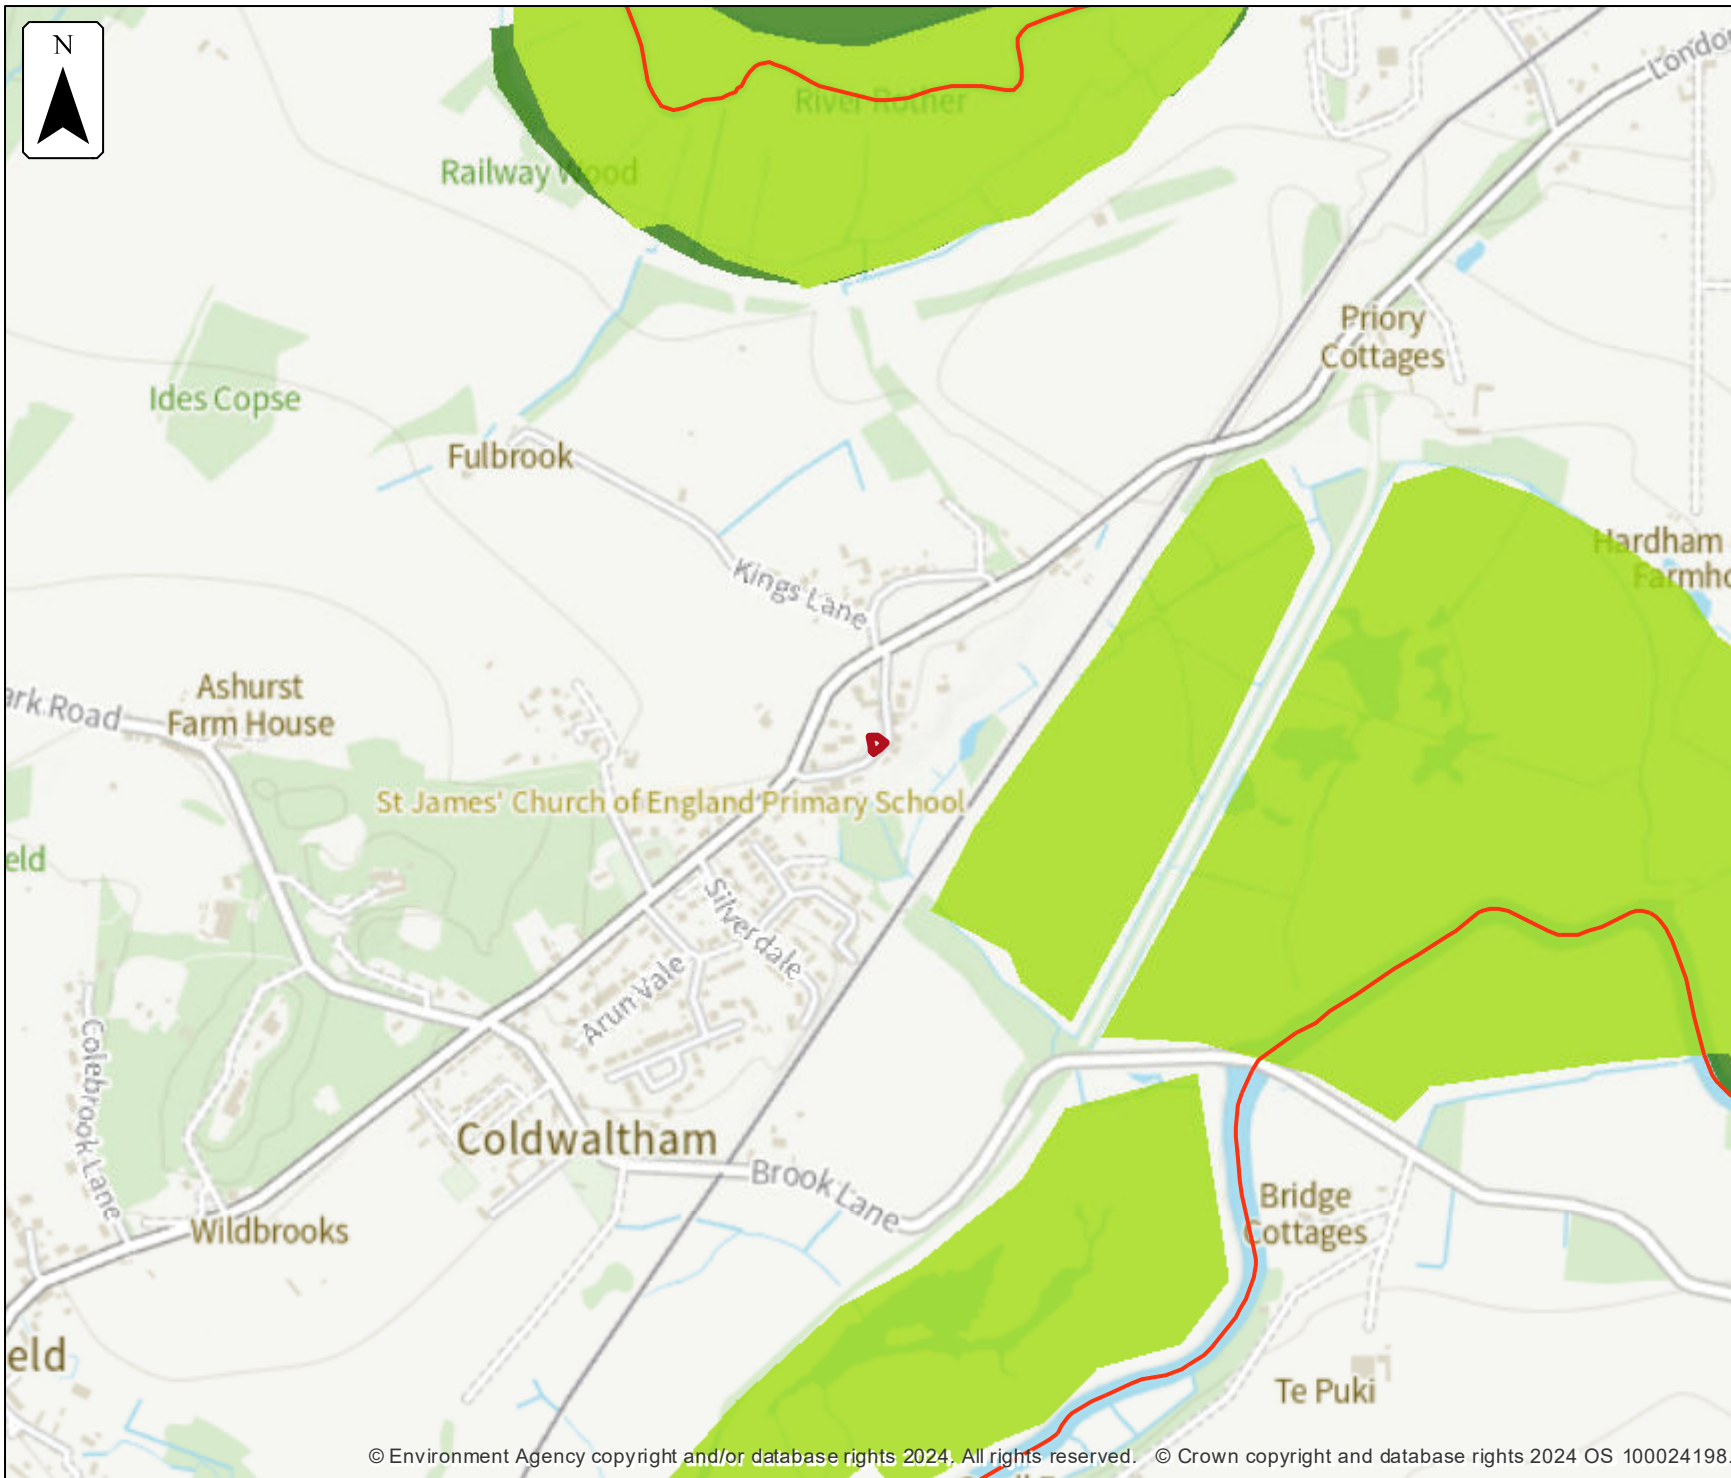 N
London
River Rother
Railway Wood
Priory
Cottages
Ides Copse
Fulbrook
Hardham
Kings Lane
Ashurst
Farm House
ark Road
St James' Church of England Primary School
eld
Silverdale
Arun Vale
Colebrook Lane
Coldwaltham
Brook Lane
Bridge
Cottages
Wildbrooks
eld
Te Puki
© Environment Agency copyright and/or database rights 2024. All rights reserved. © Crown copyright and database rights 2024 OS 100024198